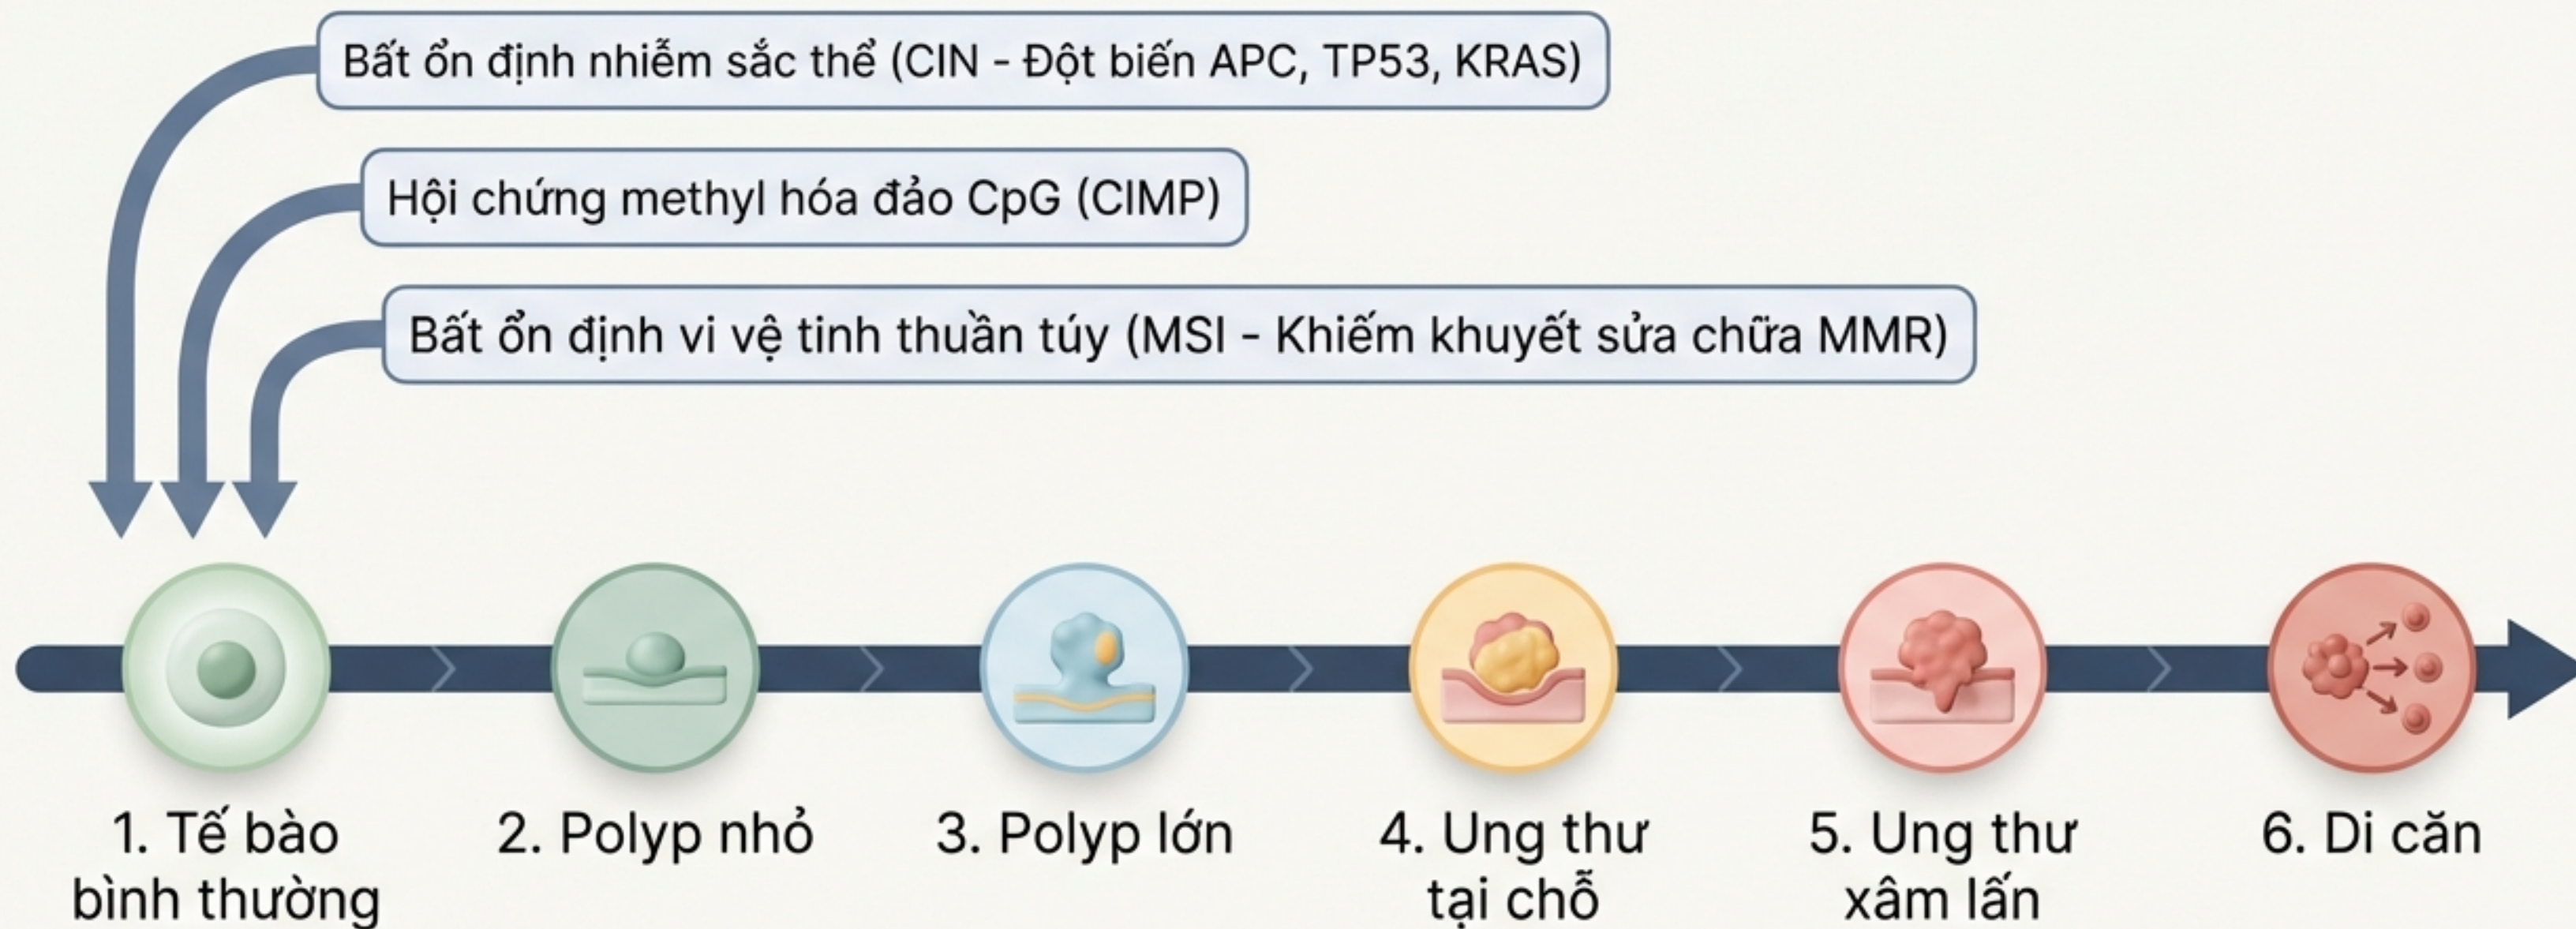 Bất ổn định nhiễm sắc thể (CIN - Đột biến APC, TP53, KRAS)
Hội chứng methyl hóa đảo CpG (CIMP)
Bất ổn định vi vệ tinh thuần túy (MSI - Khiếm khuyết sửa chữa MMR)
1. Tế bào
bình thường
2. Polyp nhỏ
3. Polyp lớn
4. Ung thư
tại chỗ
5. Ung thư
xâm lấn
6. Di căn